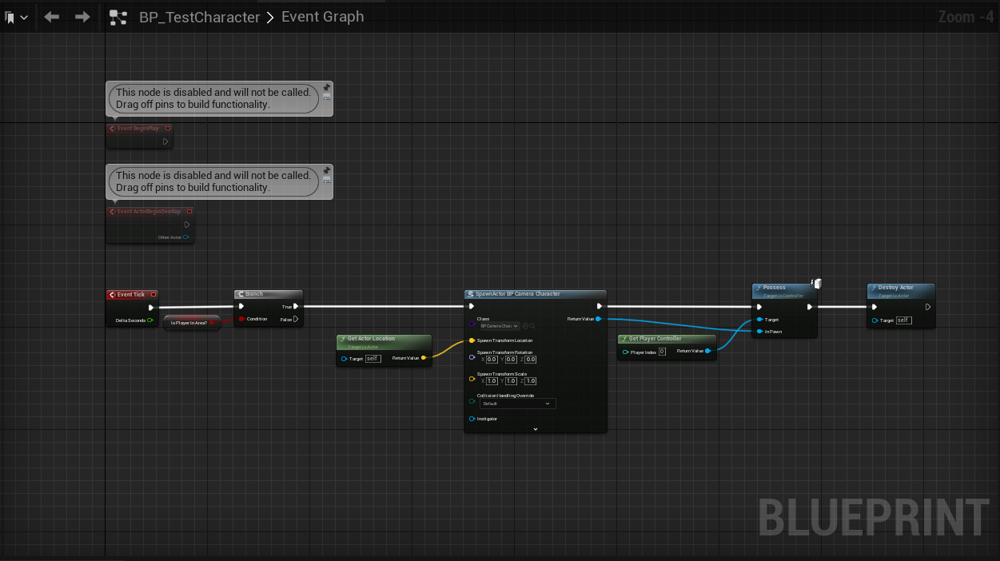 BP_TestCharacter > Event Graph
Zoom -4
This node is disabled and will not be called.
Drag off pins to build functionality.
Event BeginPlay
This node is disabled and will not be called.
Drag off pins to build functionality.
Event ActorBeginOverlap
Other Actor
Event Tick
Delta Seconds
Is Player In Area?
Branch
True
Condition
False
Get Actor Location
Target is Actor
Target self
Return Value
SpawnActor BP Camera Character
Class
Return Value
BP Camera Chan
Spawn Transform Location
Spawn Transform Rotation
X 0.0 Y 0.0 Z 0.0
Spawn Transform Scale
X 1.0 Y 1.0 Z 1.0
Collision Handling Override
Default
Instigator
Get Player Controller
Player Index 0
Return Value
Possess
Target is Controller
Target
In Pawn
Destroy Actor
Target is Actor
Target self
BLUEPRINT